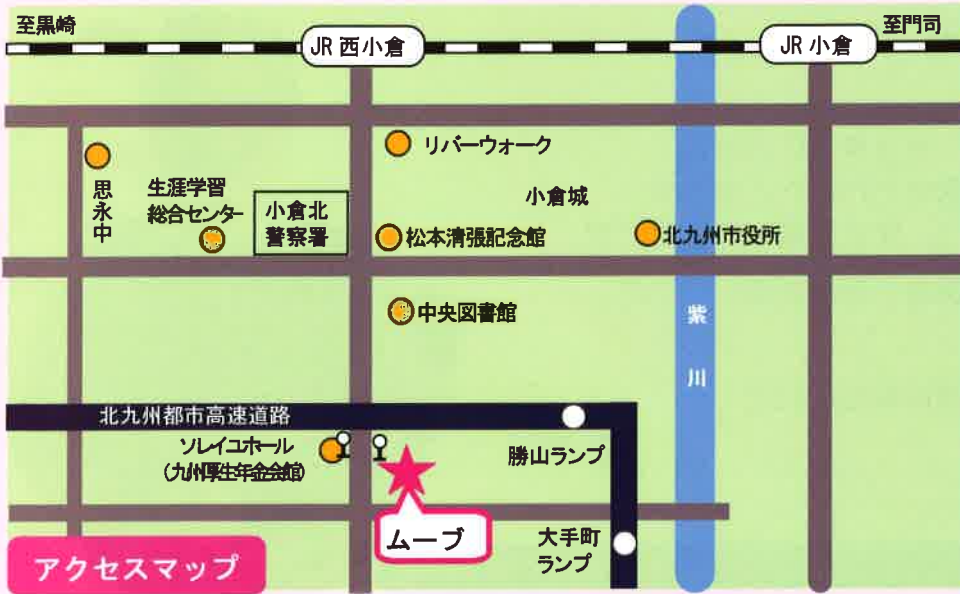 至黒崎
JR 西小倉
JR 小倉
至門司
リバーウォーク
思永中
生涯学習
総合センター
小倉北
警察署
小倉城
松本清張記念館
北九州市役所
中央図書館
紫川
北九州都市高速道路
ソレイユホール
(九州厚生年金会館)
勝山ランプ
ムーブ
大手町
ランプ
アクセスマップ